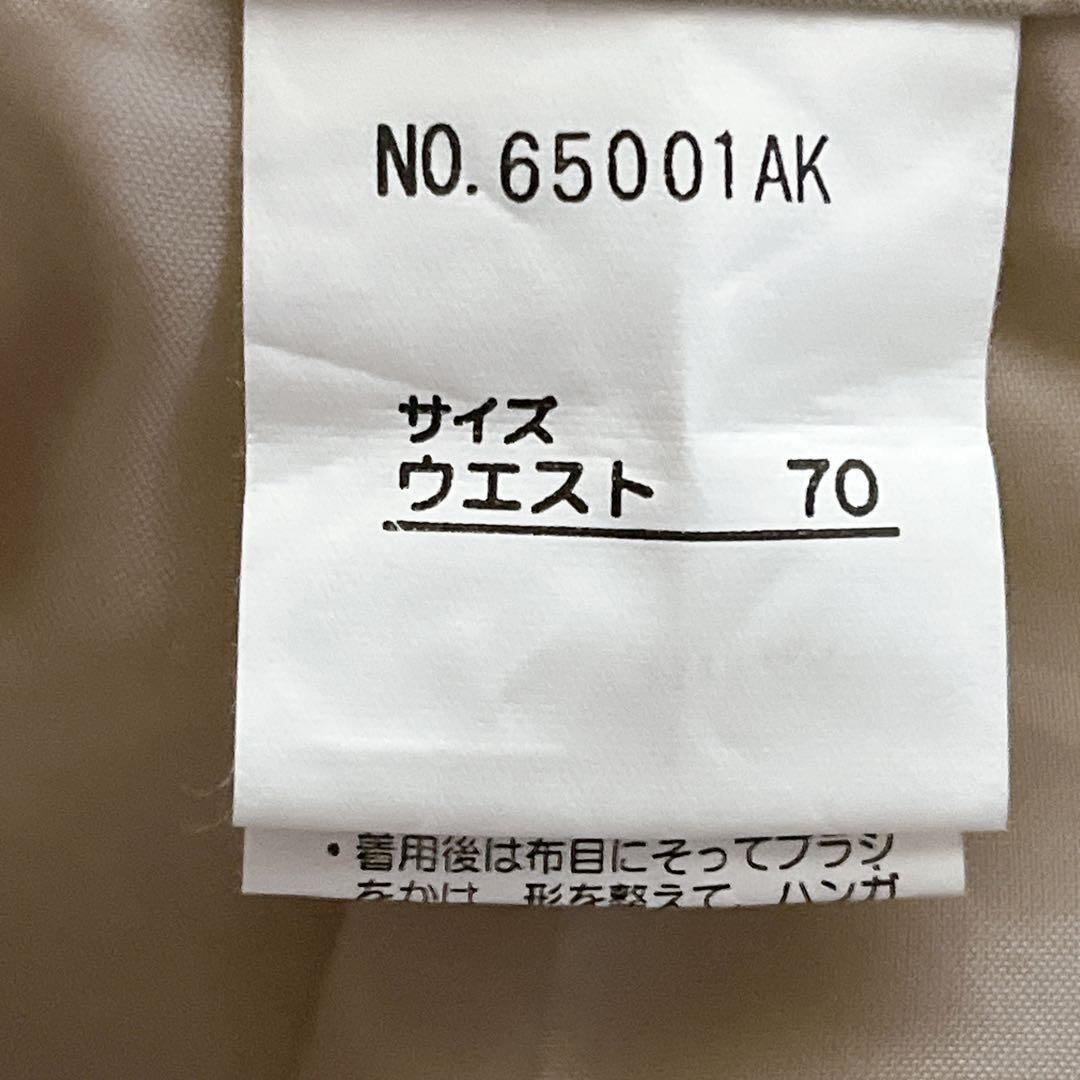 NO.65001AK
サイズ
ウエスト 70
・着用後は布目にそってブラシ
をかけ、形を整えて、ハンガ